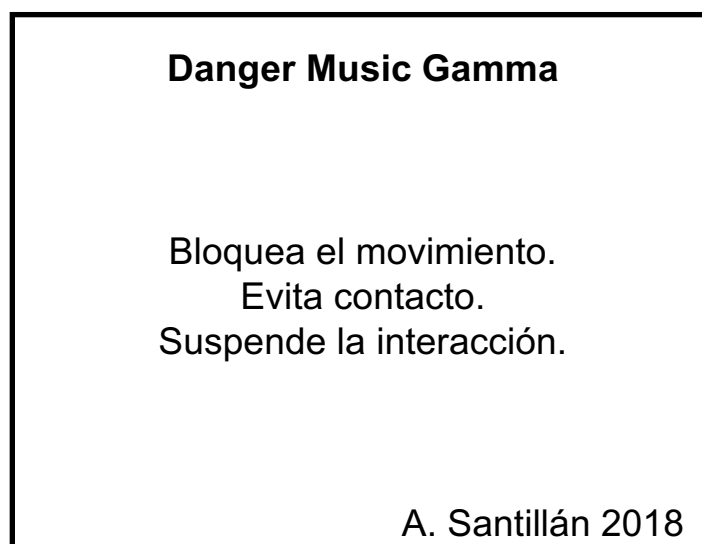 Danger Music Gamma
Bloquea el movimiento.
Evita contacto.
Suspende la interacción.
A. Santillán 2018